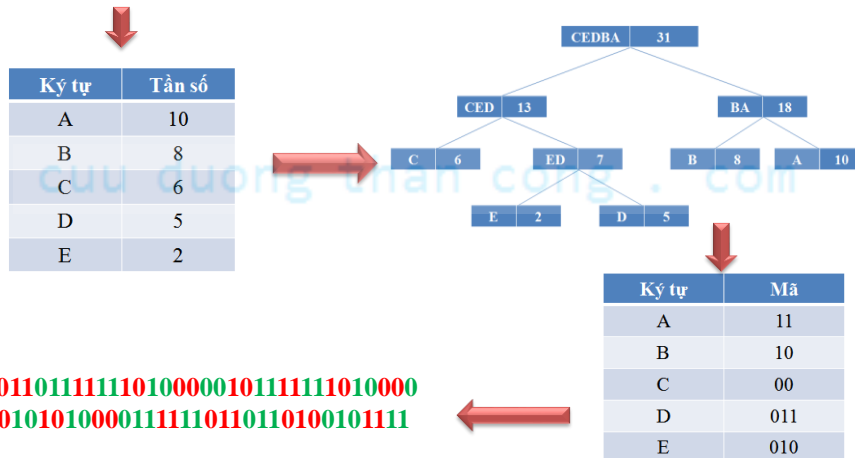 Ký tự Tần số
A 10
B 8
C 6
D 5
E 2
CEDBA 31
CED 13
BA 18
C 6
ED 7
B 8
A 10
E 2
D 5
cuu duong than cong . com
Ký tự Mã
A 11
B 10
C 00
D 011
E 010
011011111110100000101111111010000
01010100001111110110110100101111